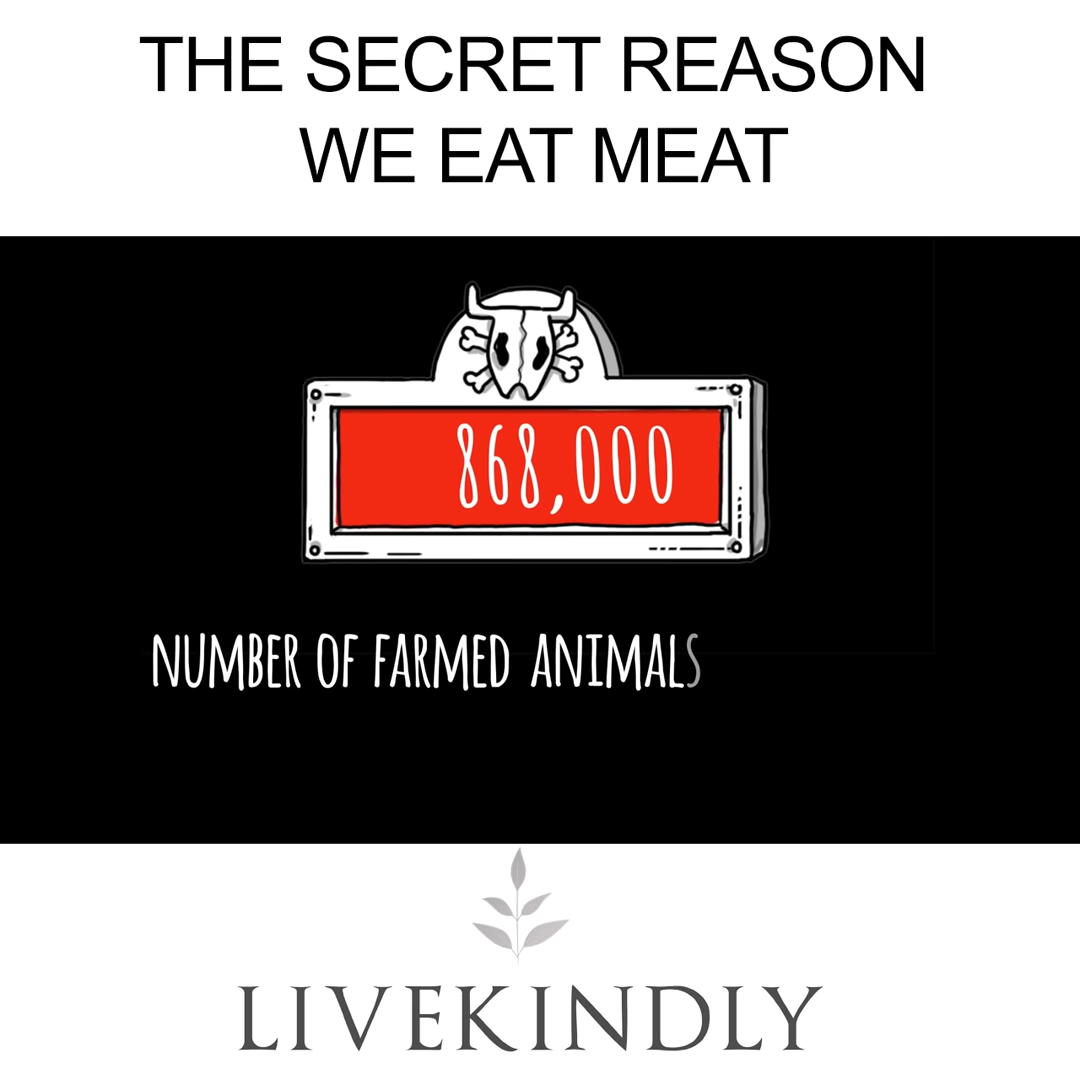 THE SECRET REASON
WE EAT MEAT
868,000
NUMBER OF FARMED ANIMALS
LIVEKINDLY